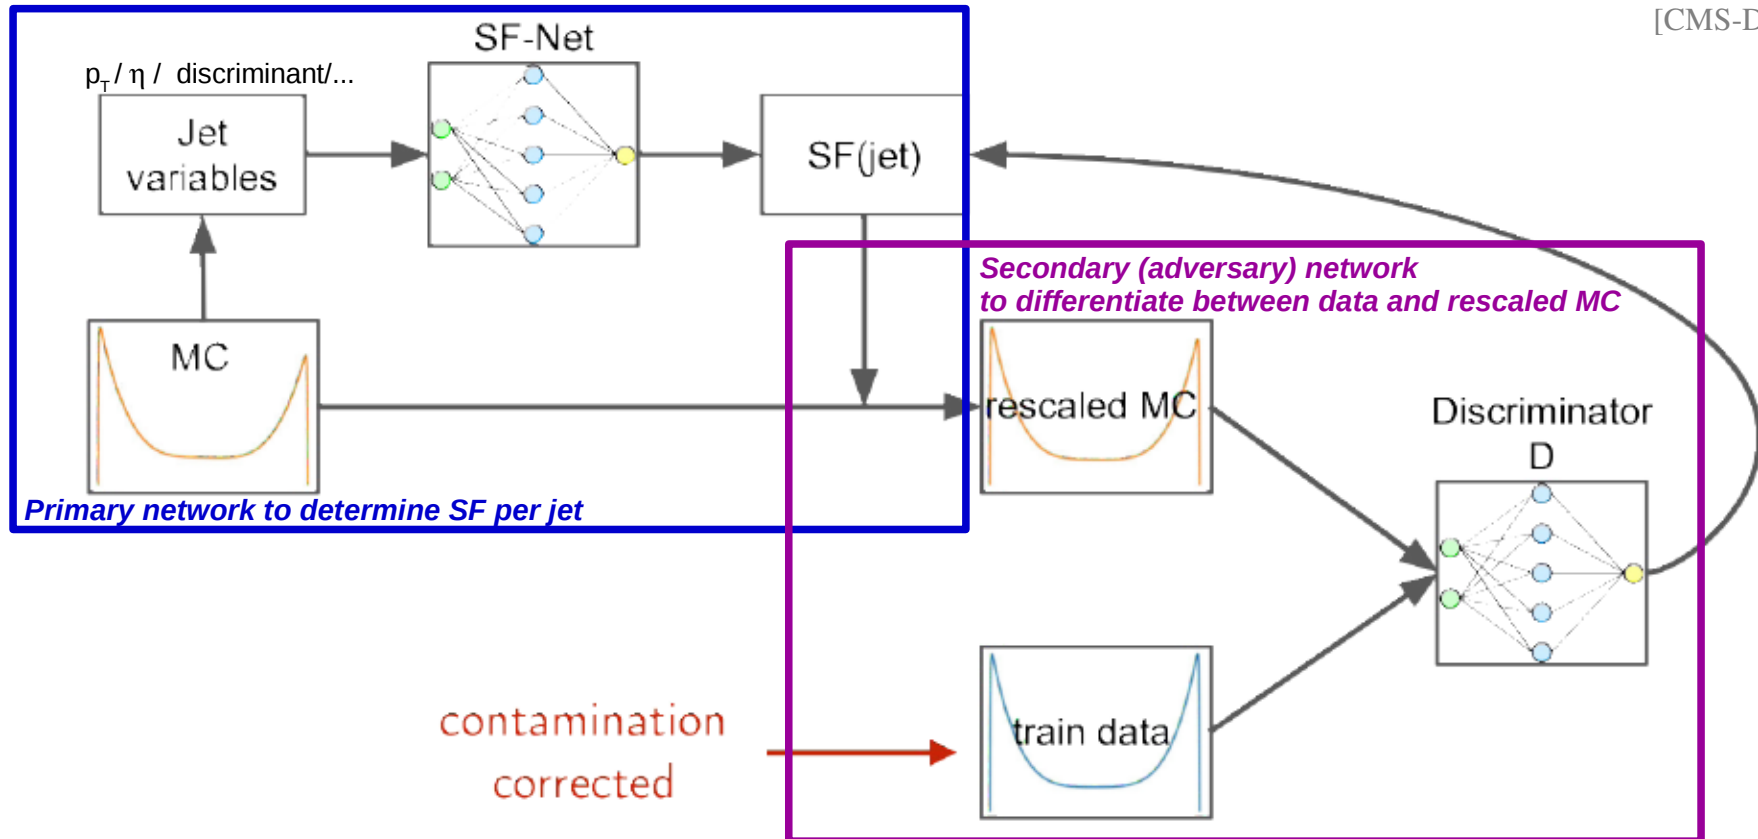 [CMS-D
SF-Net
p_T / η / discriminant/...
Jet
variables
SF(jet)
Secondary (adversary) network
to differentiate between data and rescaled MC
MC
rescaled MC
Discriminator
D
Primary network to determine SF per jet
contamination
corrected
train data